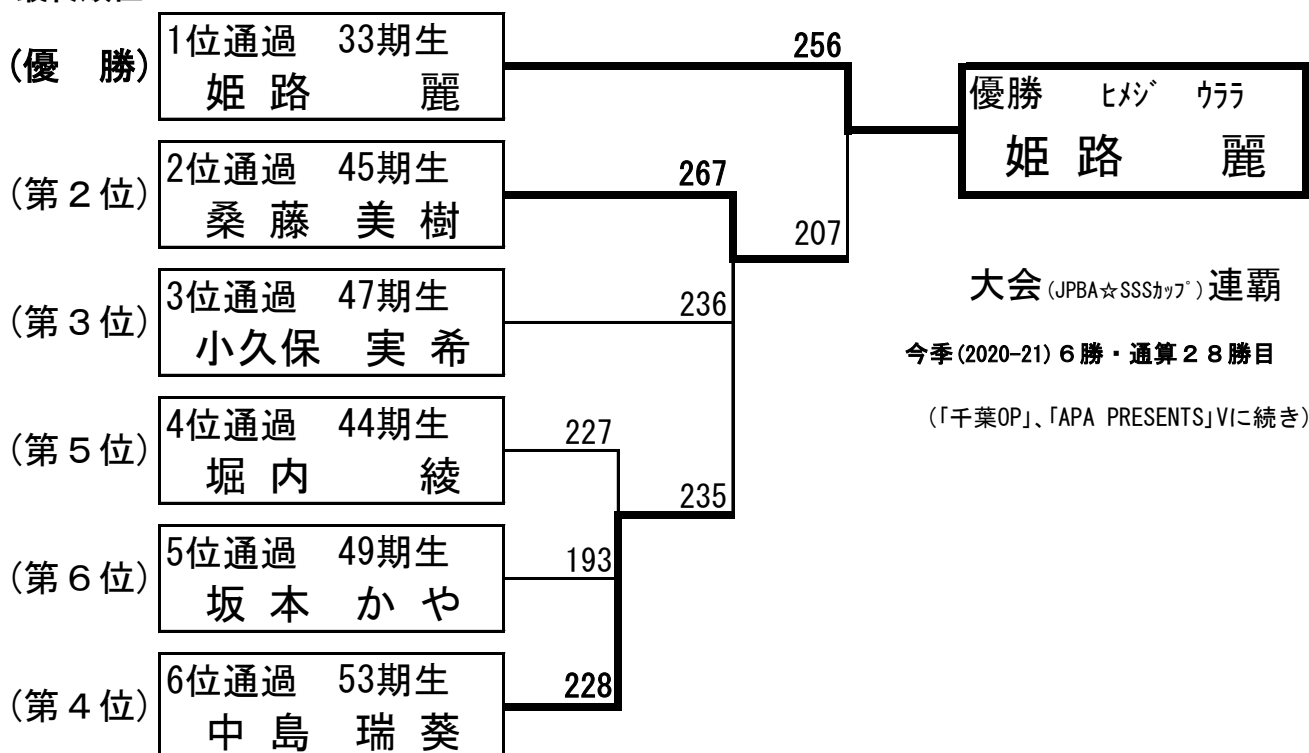 (優　勝)
1位通過　33期生
姫 路　　麗
256
優勝　ﾋﾒｼﾞ　ｳﾗﾗ
姫 路　　麗
(第２位)
2位通過　45期生
桑 藤　美 樹
267
207
(第３位)
3位通過　47期生
小久保　実 希
236
大会(JPBA☆SSSｶｯﾌﾟ)連覇
今季(2020-21)６勝・通算２８勝目
(「千葉OP」、「APA PRESENTS」Vに続き)
(第５位)
4位通過　44期生
堀 内　　綾
227
235
(第６位)
5位通過　49期生
坂 本　か や
193
(第４位)
6位通過　53期生
中 島　瑞 葵
228